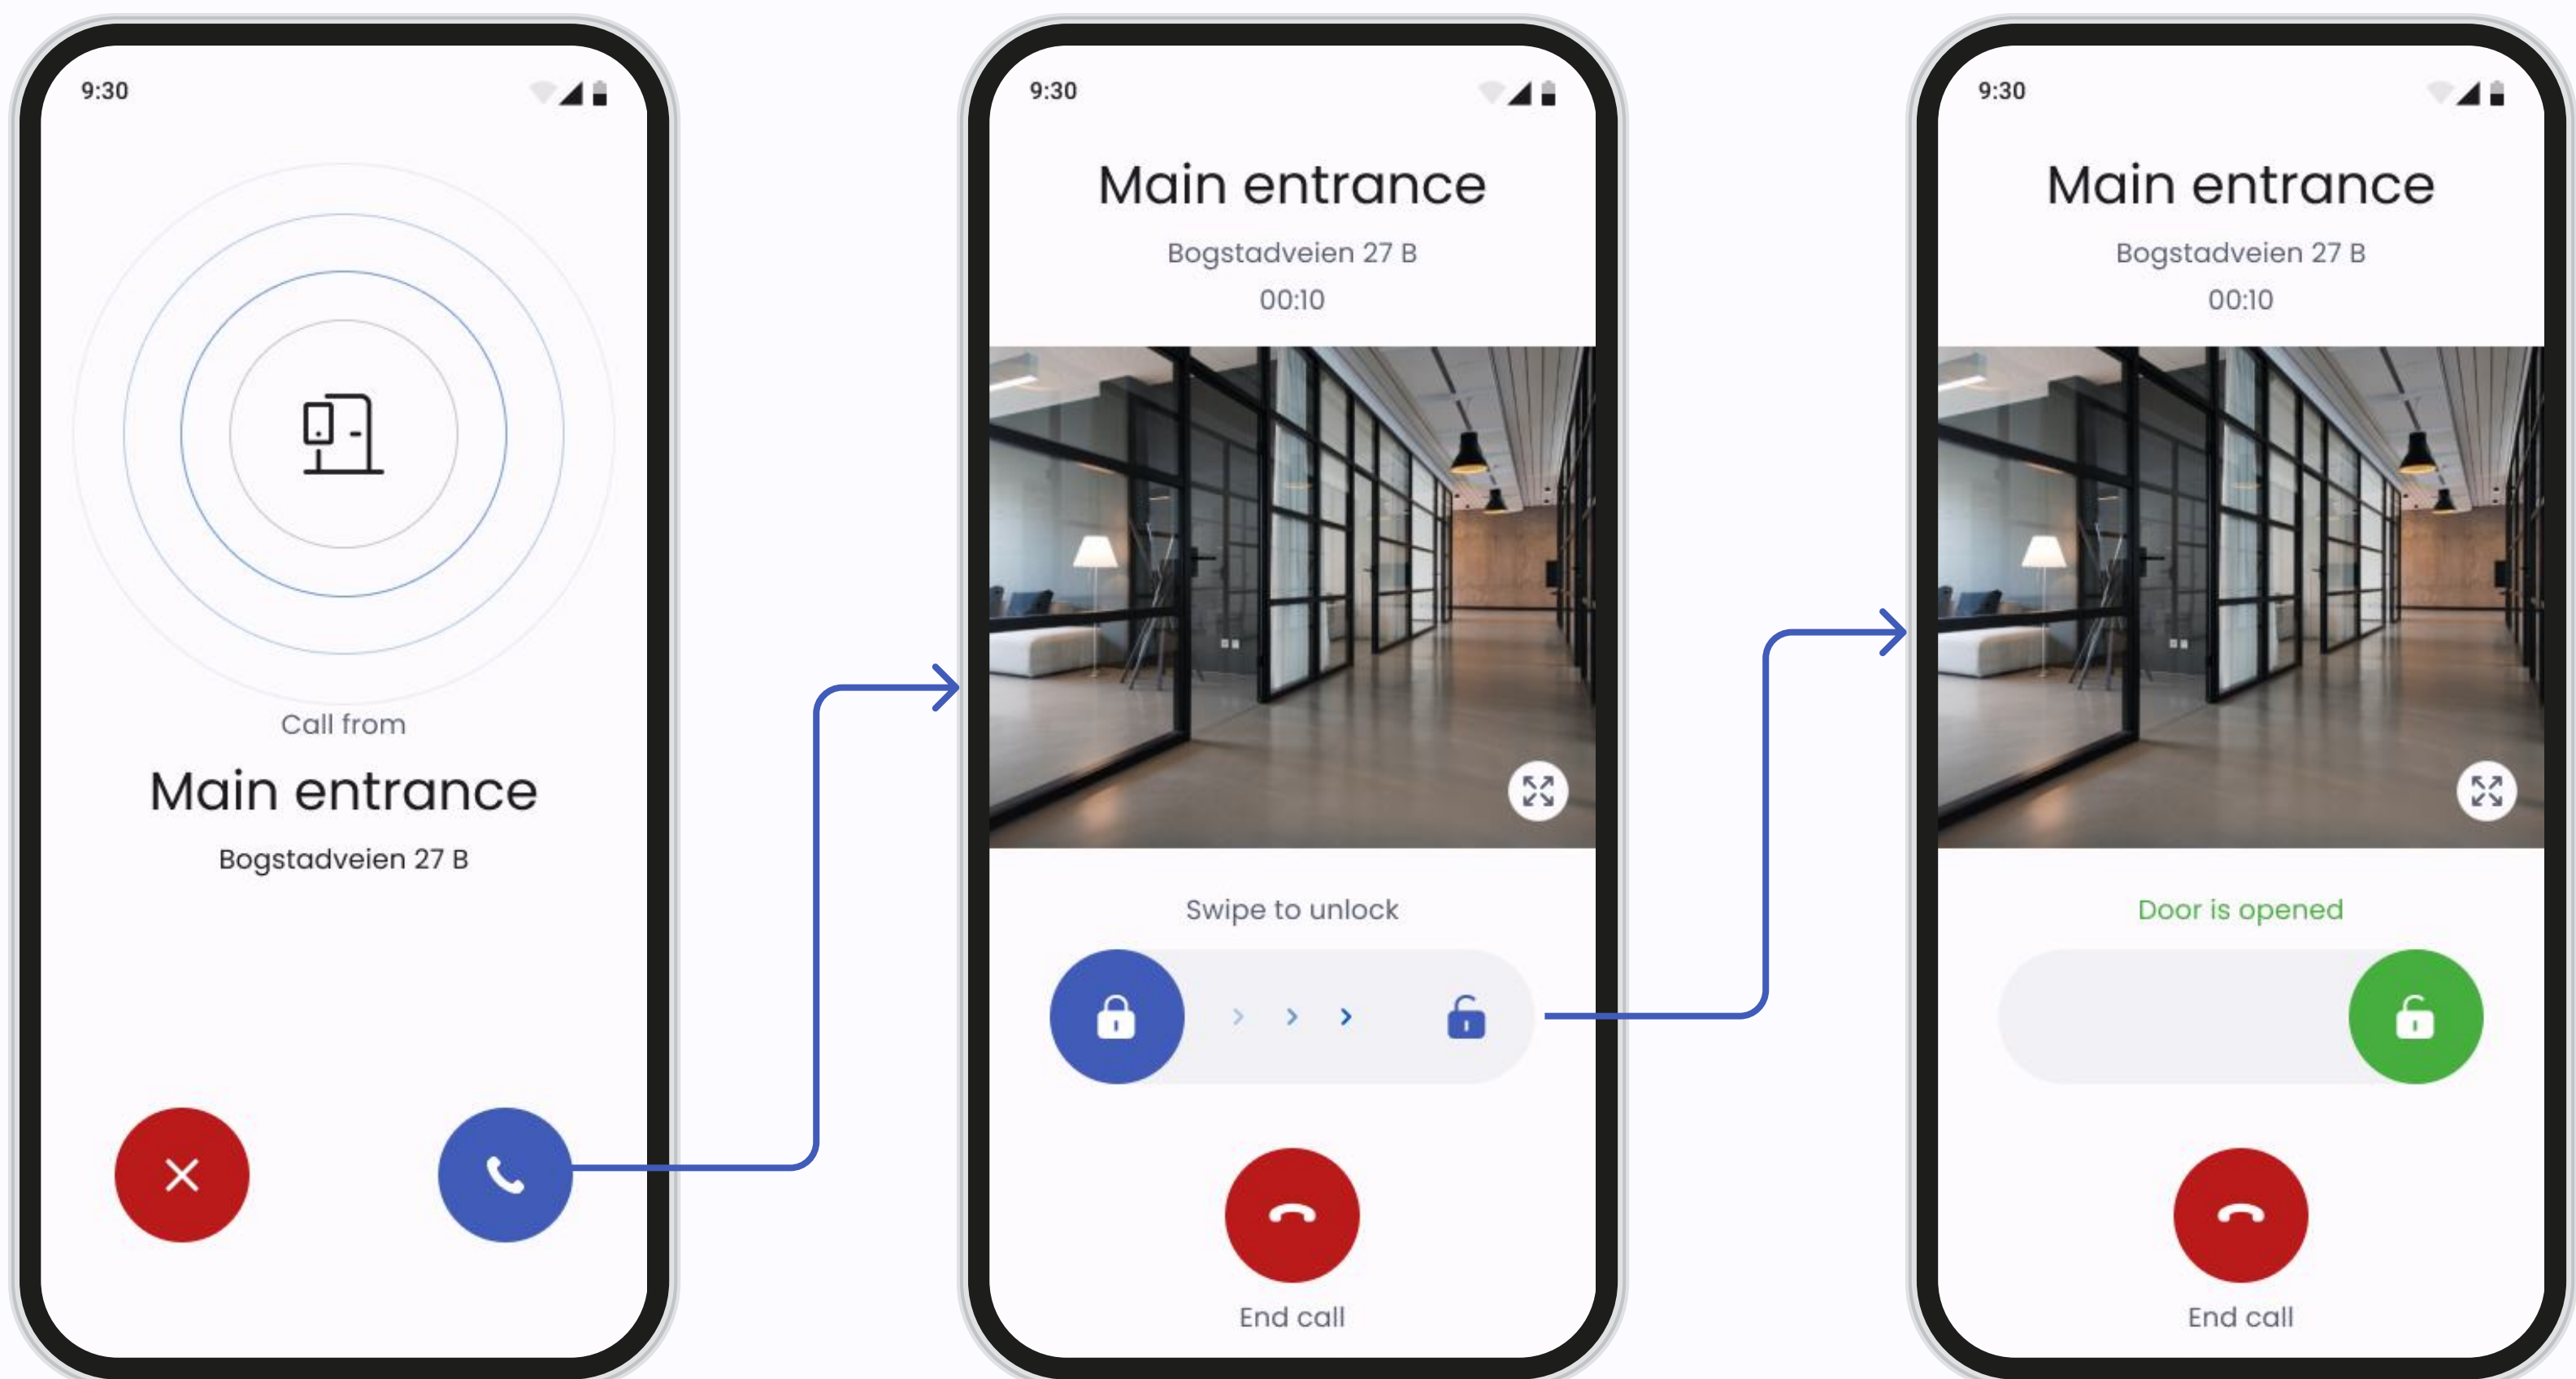 9:30
Call from
Main entrance
Bogstadveien 27 B
9:30
Main entrance
Bogstadveien 27 B
00:10
Swipe to unlock
End call
9:30
Main entrance
Bogstadveien 27 B
00:10
Door is opened
End call